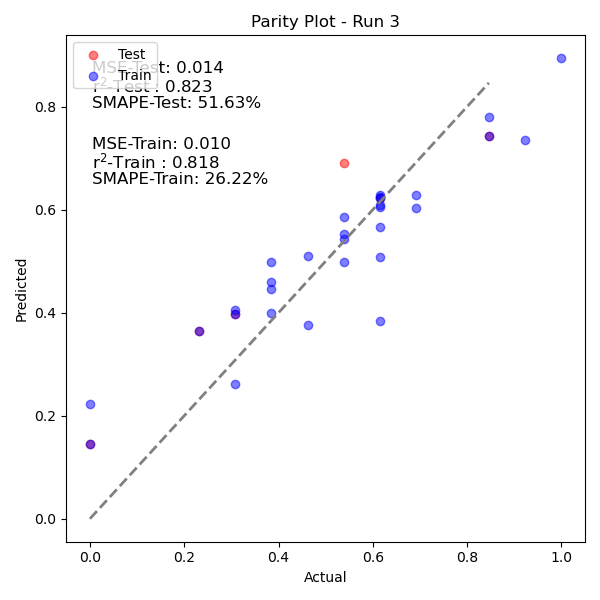 Parity Plot - Run 3
Test
Train
MSE-Test: 0.014
r²-Test : 0.823
SMAPE-Test: 51.63%
MSE-Train: 0.010
r²-Train : 0.818
SMAPE-Train: 26.22%
Predicted
0.8
0.6
0.4
0.2
0.0
0.0 0.2 0.4 0.6 0.8 1.0
Actual